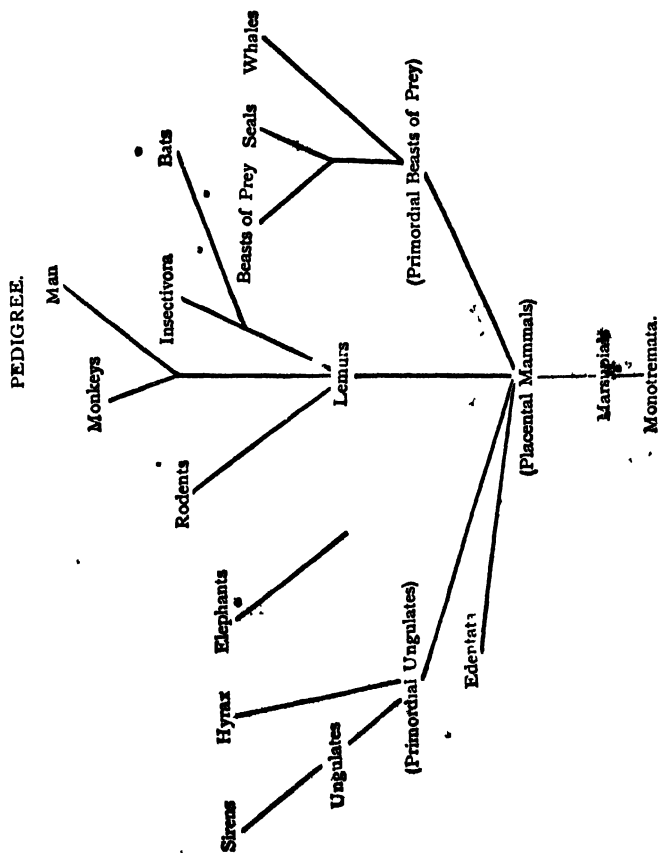 PEDIGREE.
Man
Monkeys
Bats
Insectivora
Whales
Seals
Beasts of Prey
Rodents
Elephants
Hyrax
Sirens
Lemurs
Ungulates
(Primordial Beasts of Prey)
(Primordial Ungulates)
Edentata
(Placental Mammals)
Marsupials
Monotremata.